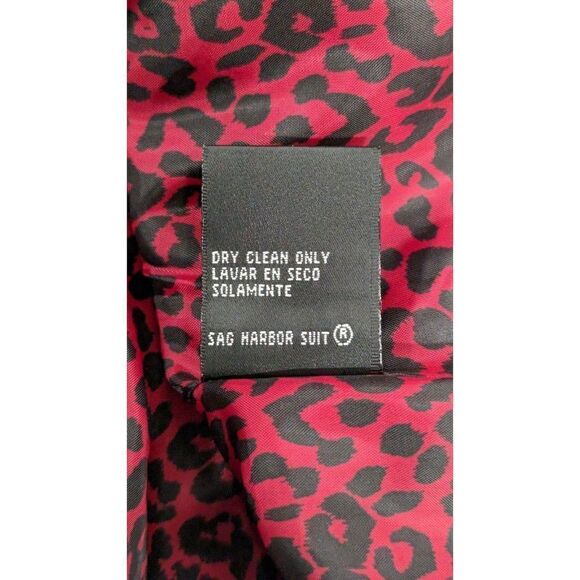 DRY CLEAN ONLY
LAVAR EN SECO
SOLAMENTE
SAG HARBOR SUIT®